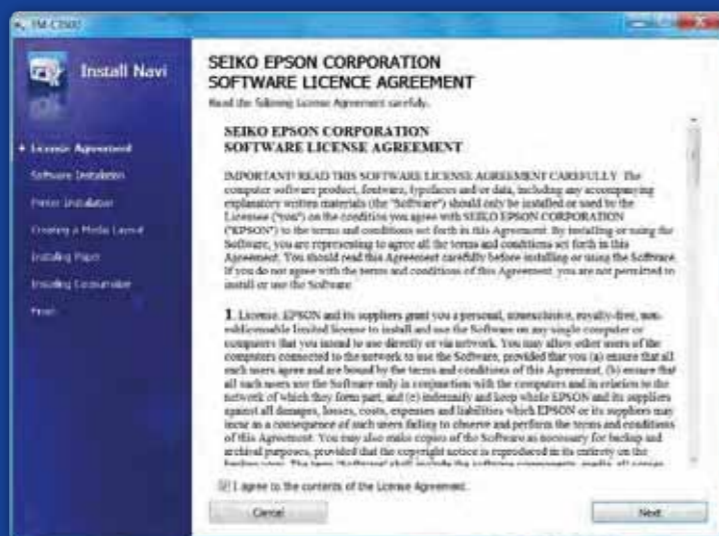 TM-C3500
Install Navi
License Agreement
Software Installation
Printer Installation
Creating a Media Layout
Installing Paper
Installing Consumables
Finish
SEIKO EPSON CORPORATION
SOFTWARE LICENCE AGREEMENT
Read the following License Agreement carefully.
SEIKO EPSON CORPORATION
SOFTWARE LICENSE AGREEMENT
IMPORTANT! READ THIS SOFTWARE LICENSE AGREEMENT CAREFULLY. The
computer software product, fontware, typefaces and/or data, including any accompanying
explanatory written materials (the "Software") should only be installed or used by the
Licensee ("you") on the condition you agree with SEIKO EPSON CORPORATION
("EPSON") to the terms and conditions set forth in this Agreement. By installing or using the
Software, you are representing to agree all the terms and conditions set forth in this
Agreement. You should read this Agreement carefully before installing or using the Software.
If you do not agree with the terms and conditions of this Agreement, you are not permitted to
install or use the Software.
1. License. EPSON and its suppliers grant you a personal, nonexclusive, royalty-free, non-
sublicensable limited license to install and use the Software on any single computer or
computers that you intend to use directly or via network. You may allow other users of the
computers connected to the network to use the Software, provided that you (a) ensure that all
such users agree and are bound by the terms and conditions of this Agreement, (b) ensure that
all such users use the Software only in conjunction with the computers and in relation to the
network of which they form part, and (c) indemnify and keep whole EPSON and its suppliers
against all damages, losses, costs, expenses and liabilities which EPSON or its suppliers may
incur as a consequence of such users failing to observe and perform the terms and conditions
of this Agreement. You may also make copies of the Software as necessary for backup and
archival purposes, provided that the copyright notice is reproduced in its entirety on the
backup copy. The term "Software" shall include the software components, media, all copies
I agree to the contents of the License Agreement.
Cancel
Next